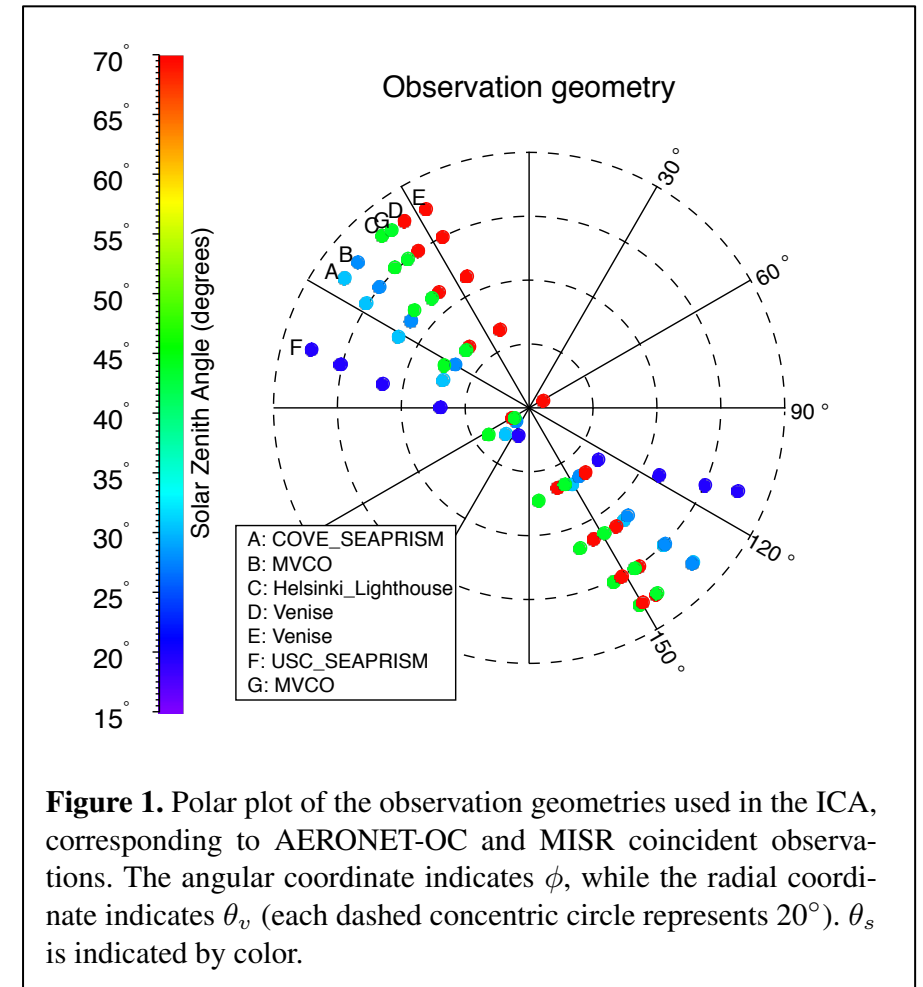 Observation geometry
70°
65°
60°
55°
50°
45°
40°
35°
30°
25°
20°
15°
Solar Zenith Angle (degrees)
30°
60°
90°
120°
150°
A
B
C
G
D
E
F
A: COVE_SEAPRISM
B: MVCO
C: Helsinki_Lighthouse
D: Venise
E: Venise
F: USC_SEAPRISM
G: MVCO
Figure 1. Polar plot of the observation geometries used in the ICA,
corresponding to AERONET-OC and MISR coincident observa-
tions. The angular coordinate indicates ϕ, while the radial coordi-
nate indicates θv (each dashed concentric circle represents 20°). θs
is indicated by color.